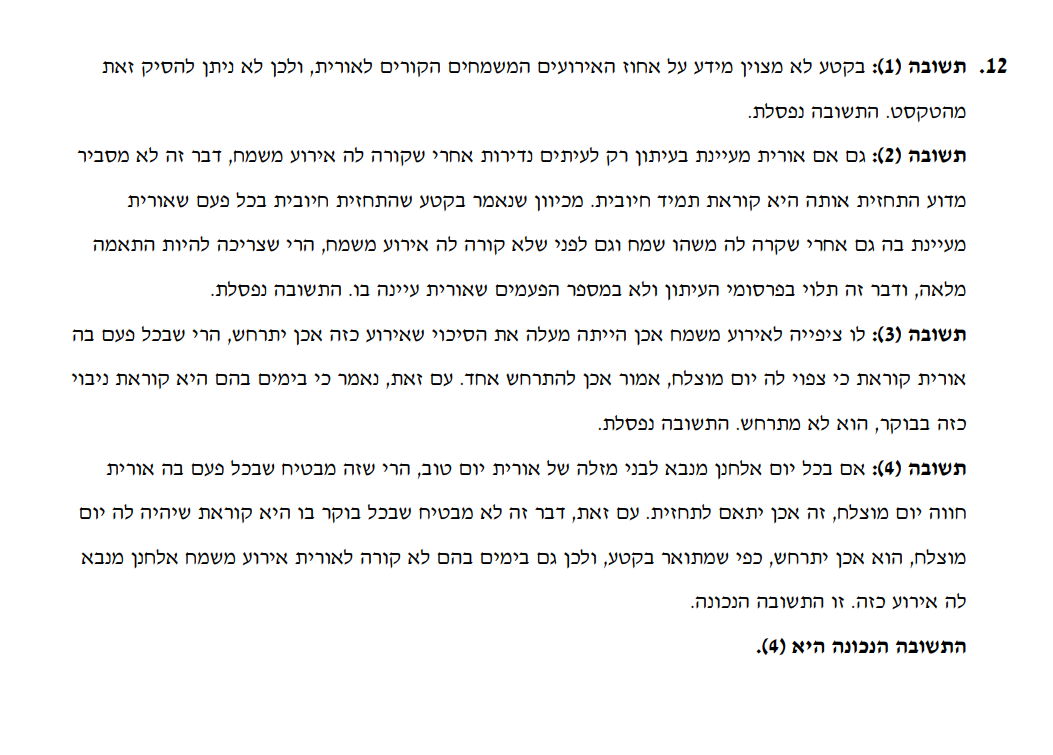 12. תשובה (1): בקטע לא מצוין מידע על אחוז האירועים המשמחים הקורים לאורית, ולכן לא ניתן להסיק זאת
מהטקסט. התשובה נפסלת.
תשובה (2): גם אם אורית מעיינת בעיתון רק לעיתים נדירות אחרי שקורה לה אירוע משמח, דבר זה לא מסביר
מדוע התחזית אותה היא קוראת תמיד חיובית. מכיוון שנאמר בקטע שהתחזית חיובית בכל פעם שאורית
מעיינת בה גם אחרי שקרה לה משהו שמח וגם לפני שלא קורה לה אירוע משמח, הרי שצריכה להיות התאמה
מלאה, ודבר זה תלוי בפרסומי העיתון ולא במספר הפעמים שאורית עיינה בו. התשובה נפסלת.
תשובה (3): לו ציפייה לאירוע משמח אכן הייתה מעלה את הסיכוי שאירוע כזה אכן יתרחש, הרי שבכל פעם בה
אורית קוראת כי צפוי לה יום מוצלח, אמור אכן להתרחש אחד. עם זאת, נאמר כי בימים בהם היא קוראת ניבוי
כזה בבוקר, הוא לא מתרחש. התשובה נפסלת.
תשובה (4): אם בכל יום אלחנן מנבא לבני מזלה של אורית יום טוב, הרי שזה מבטיח שבכל פעם בה אורית
חווה יום מוצלח, זה אכן יתאם לתחזית. עם זאת, דבר זה לא מבטיח שבכל בוקר בו היא קוראת שיהיה לה יום
מוצלח, הוא אכן יתרחש, כפי שמתואר בקטע, ולכן גם בימים בהם לא קורה לאורית אירוע משמח אלחנן מנבא
לה אירוע כזה. זו התשובה הנכונה.
התשובה הנכונה היא (4).